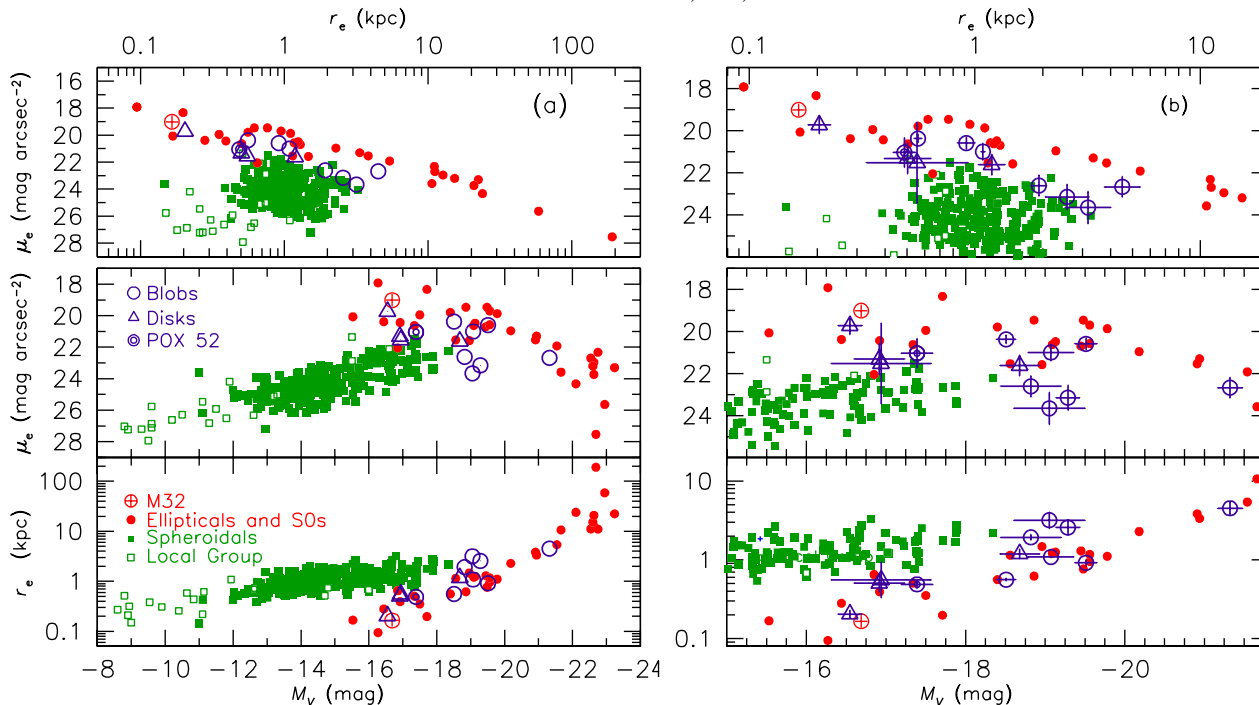 r_e (kpc)
0.1 1 10 100
μ_e (mag arcsec⁻²)
16
18
20
22
24
26
28
(a)
μ_e (mag arcsec⁻²)
18
20
22
24
26
28
Blobs
Disks
POX 52
r_e (kpc)
100
10
1
0.1
M32
Ellipticals and S0s
Spheroidals
Local Group
−8 −10 −12 −14 −16 −18 −20 −22 −24
M_V (mag)
r_e (kpc)
0.1 1 10
18
20
22
24
(b)
18
20
22
24
10
1
0.1
−16 −18 −20
M_V (mag)